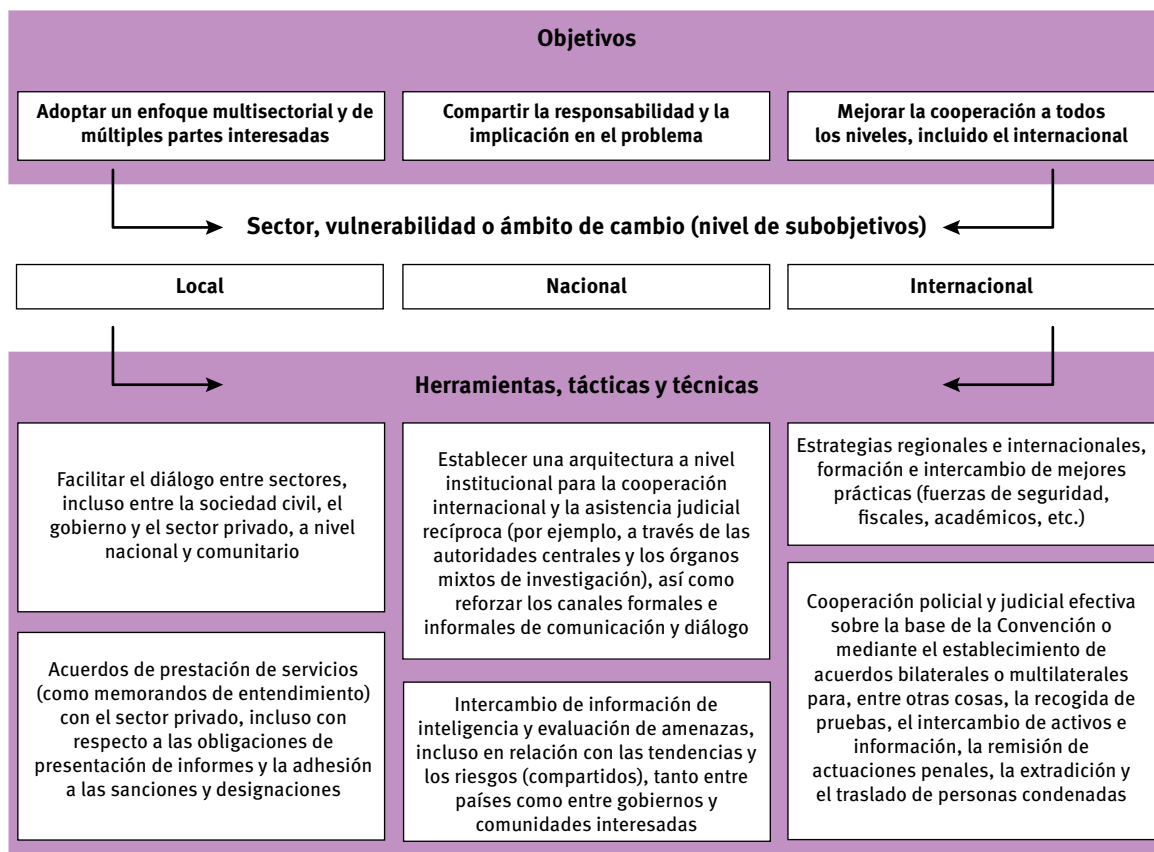 Objetivos
Adoptar un enfoque multisectorial y de
múltiples partes interesadas
Compartir la responsabilidad y la
implicación en el problema
Mejorar la cooperación a todos
los niveles, incluido el internacional
Sector, vulnerabilidad o ámbito de cambio (nivel de subobjetivos)
Local
Nacional
Internacional
Herramientas, tácticas y técnicas
Facilitar el diálogo entre sectores,
incluso entre la sociedad civil, el
gobierno y el sector privado, a nivel
nacional y comunitario
Acuerdos de prestación de servicios
(como memorandos de entendimiento)
con el sector privado, incluso con
respecto a las obligaciones de
presentación de informes y la adhesión
a las sanciones y designaciones
Establecer una arquitectura a nivel
institucional para la cooperación
internacional y la asistencia judicial
recíproca (por ejemplo, a través de las
autoridades centrales y los órganos
mixtos de investigación), así como
reforzar los canales formales e
informales de comunicación y diálogo
Intercambio de información de
inteligencia y evaluación de amenazas,
incluso en relación con las tendencias y
los riesgos (compartidos), tanto entre
países como entre gobiernos y
comunidades interesadas
Estrategias regionales e internacionales,
formación e intercambio de mejores
prácticas (fuerzas de seguridad,
fiscales, académicos, etc.)
Cooperación policial y judicial efectiva
sobre la base de la Convención o
mediante el establecimiento de
acuerdos bilaterales o multilaterales
para, entre otras cosas, la recogida de
pruebas, el intercambio de activos e
información, la remisión de
actuaciones penales, la extradición y
el traslado de personas condenadas